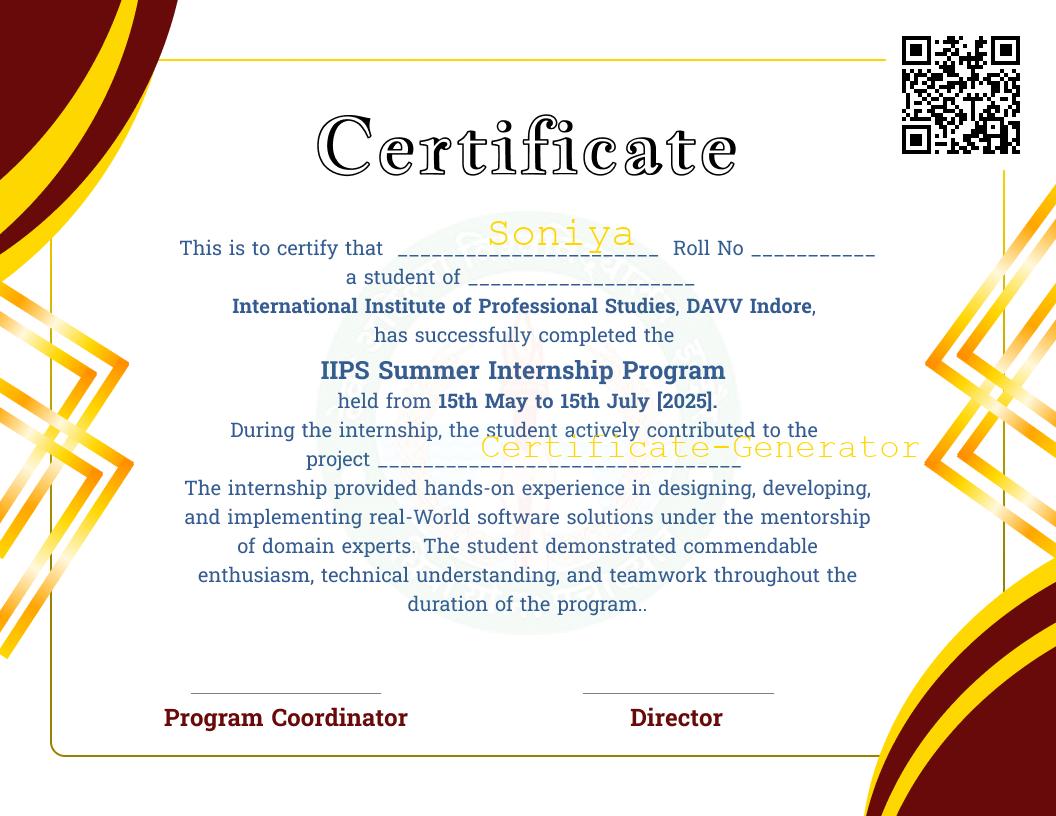 Certificate
This is to certify that Soniya _______________________ Roll No ___________
a student of ____________________
International Institute of Professional Studies, DAVV Indore,
has successfully completed the
IIPS Summer Internship Program
held from 15th May to 15th July [2025].
During the internship, the student actively contributed to the
project Certificate-Generator ________________________________
The internship provided hands-on experience in designing, developing,
and implementing real-World software solutions under the mentorship
of domain experts. The student demonstrated commendable
enthusiasm, technical understanding, and teamwork throughout the
duration of the program..
Program Coordinator
Director